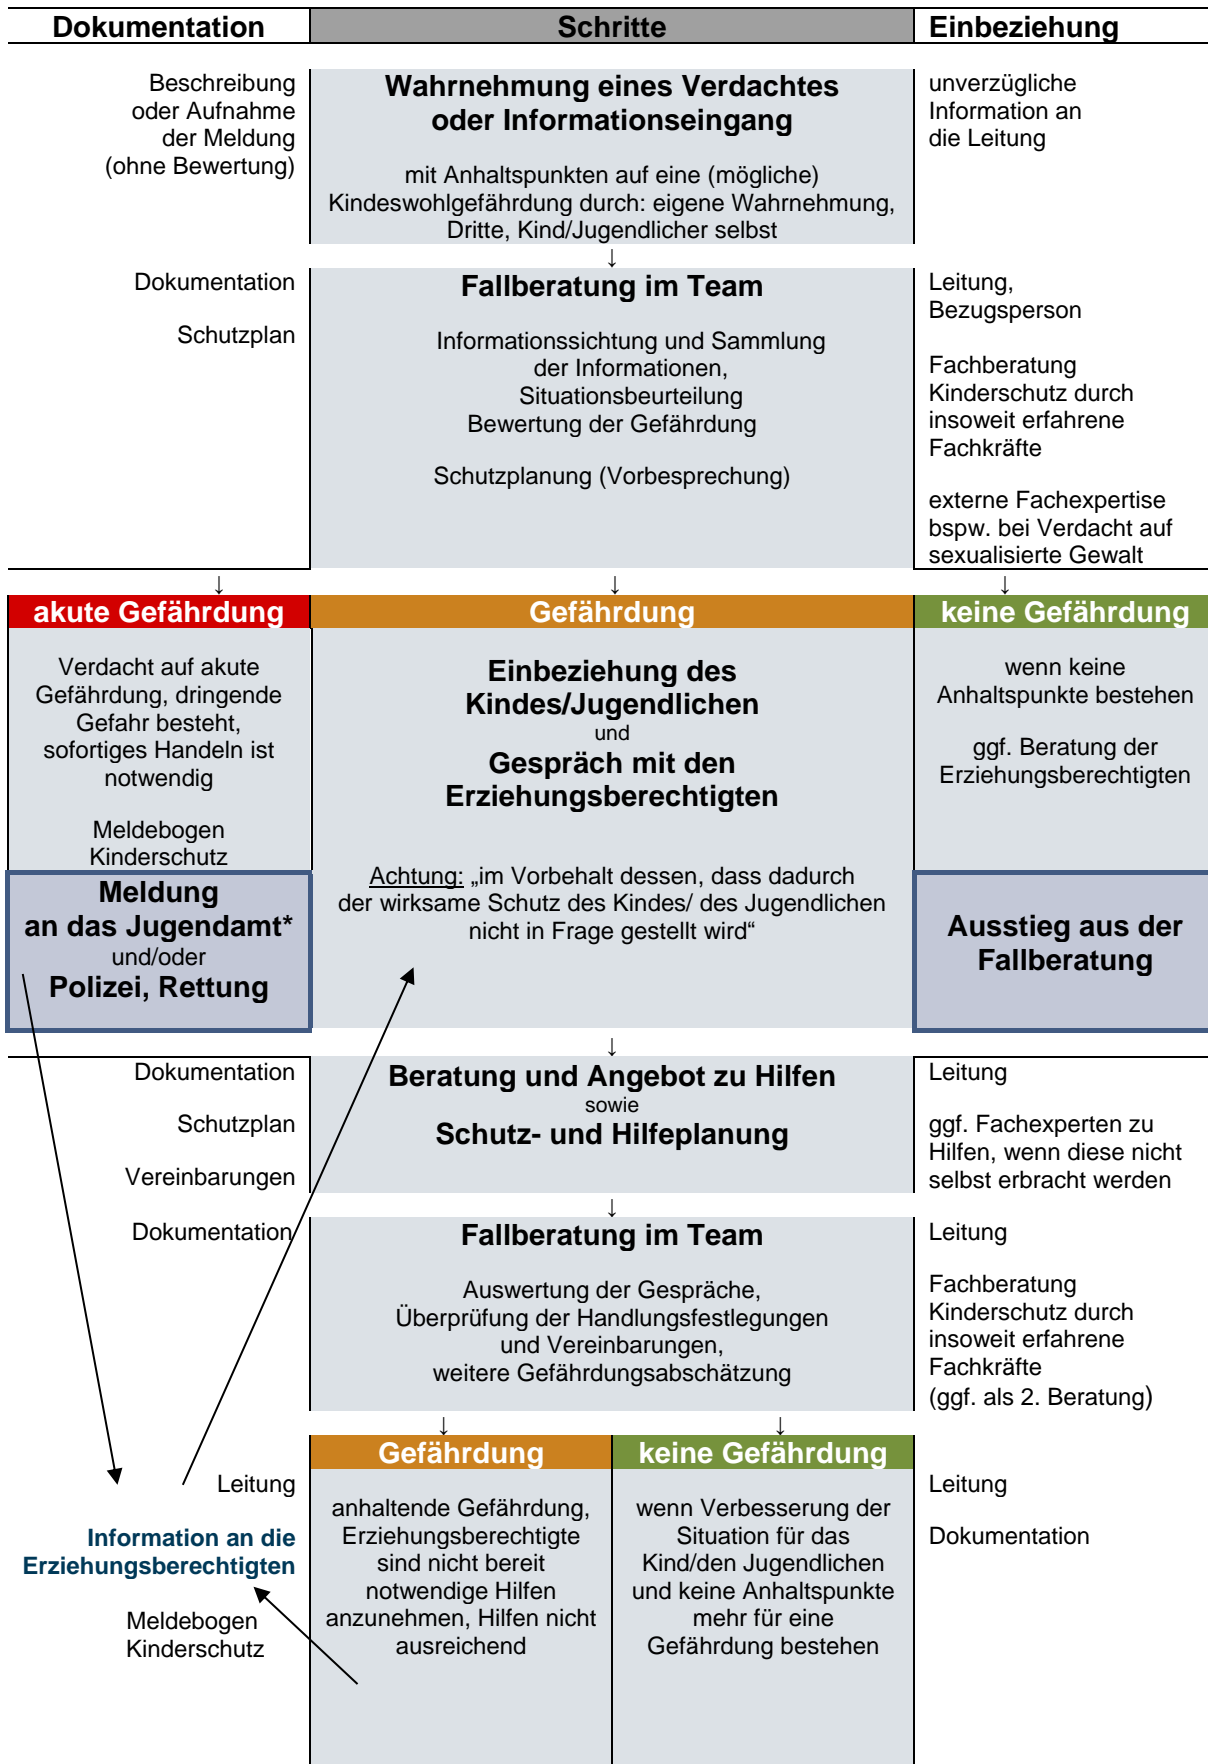 Dokumentation
Schritte
Einbeziehung
Beschreibung
oder Aufnahme
der Meldung
(ohne Bewertung)
Wahrnehmung eines Verdachtes
oder Informationseingang
mit Anhaltspunkten auf eine (mögliche)
Kindeswohlgefährdung durch: eigene Wahrnehmung,
Dritte, Kind/Jugendlicher selbst
unverzügliche
Information an
die Leitung
↓
Dokumentation
Schutzplan
Fallberatung im Team
Informationssichtung und Sammlung
der Informationen,
Situationsbeurteilung
Bewertung der Gefährdung
Schutzplanung (Vorbesprechung)
Leitung,
Bezugsperson
Fachberatung
Kinderschutz durch
insoweit erfahrene
Fachkräfte
externe Fachexpertise
bspw. bei Verdacht auf
sexualisierte Gewalt
↓ ↓ ↓
akute Gefährdung
Verdacht auf akute
Gefährdung, dringende
Gefahr besteht,
sofortiges Handeln ist
notwendig
Meldebogen
Kinderschutz
Meldung
an das Jugendamt*
und/oder
Polizei, Rettung
Gefährdung
Einbeziehung des
Kindes/Jugendlichen
und
Gespräch mit den
Erziehungsberechtigten
Achtung: „im Vorbehalt dessen, dass dadurch
der wirksame Schutz des Kindes/ des Jugendlichen
nicht in Frage gestellt wird“
keine Gefährdung
wenn keine
Anhaltspunkte bestehen
ggf. Beratung der
Erziehungsberechtigten
Ausstieg aus der
Fallberatung
↓
Dokumentation
Schutzplan
Vereinbarungen
Beratung und Angebot zu Hilfen
sowie
Schutz- und Hilfeplanung
Leitung
ggf. Fachexperten zu
Hilfen, wenn diese nicht
selbst erbracht werden
↓
Dokumentation
Fallberatung im Team
Auswertung der Gespräche,
Überprüfung der Handlungsfestlegungen
und Vereinbarungen,
weitere Gefährdungsabschätzung
Leitung
Fachberatung
Kinderschutz durch
insoweit erfahrene
Fachkräfte
(ggf. als 2. Beratung)
↓ ↓
Leitung
Information an die
Erziehungsberechtigten
Meldebogen
Kinderschutz
Gefährdung
anhaltende Gefährdung,
Erziehungsberechtigte
sind nicht bereit
notwendige Hilfen
anzunehmen, Hilfen nicht
ausreichend
keine Gefährdung
wenn Verbesserung der
Situation für das
Kind/den Jugendlichen
und keine Anhaltspunkte
mehr für eine
Gefährdung bestehen
Leitung
Dokumentation